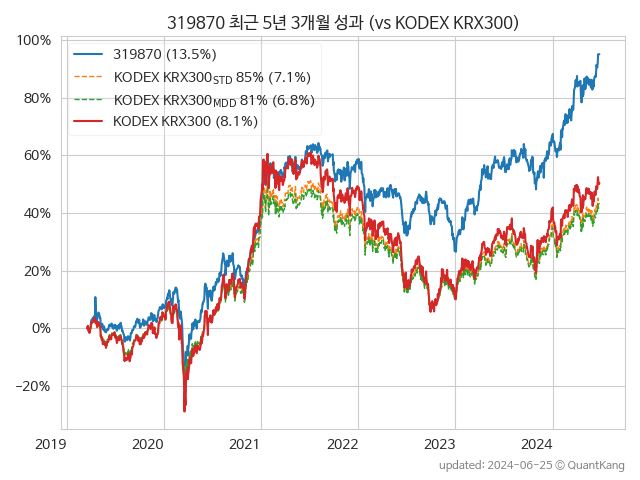 319870 최근 5년 3개월 성과 (vs KODEX KRX300)
100%
80%
60%
40%
20%
0%
−20%
319870 (13.5%)
KODEX KRX300STD 85% (7.1%)
KODEX KRX300MDD 81% (6.8%)
KODEX KRX300 (8.1%)
2019 2020 2021 2022 2023 2024
updated: 2024-06-25 © QuantKang